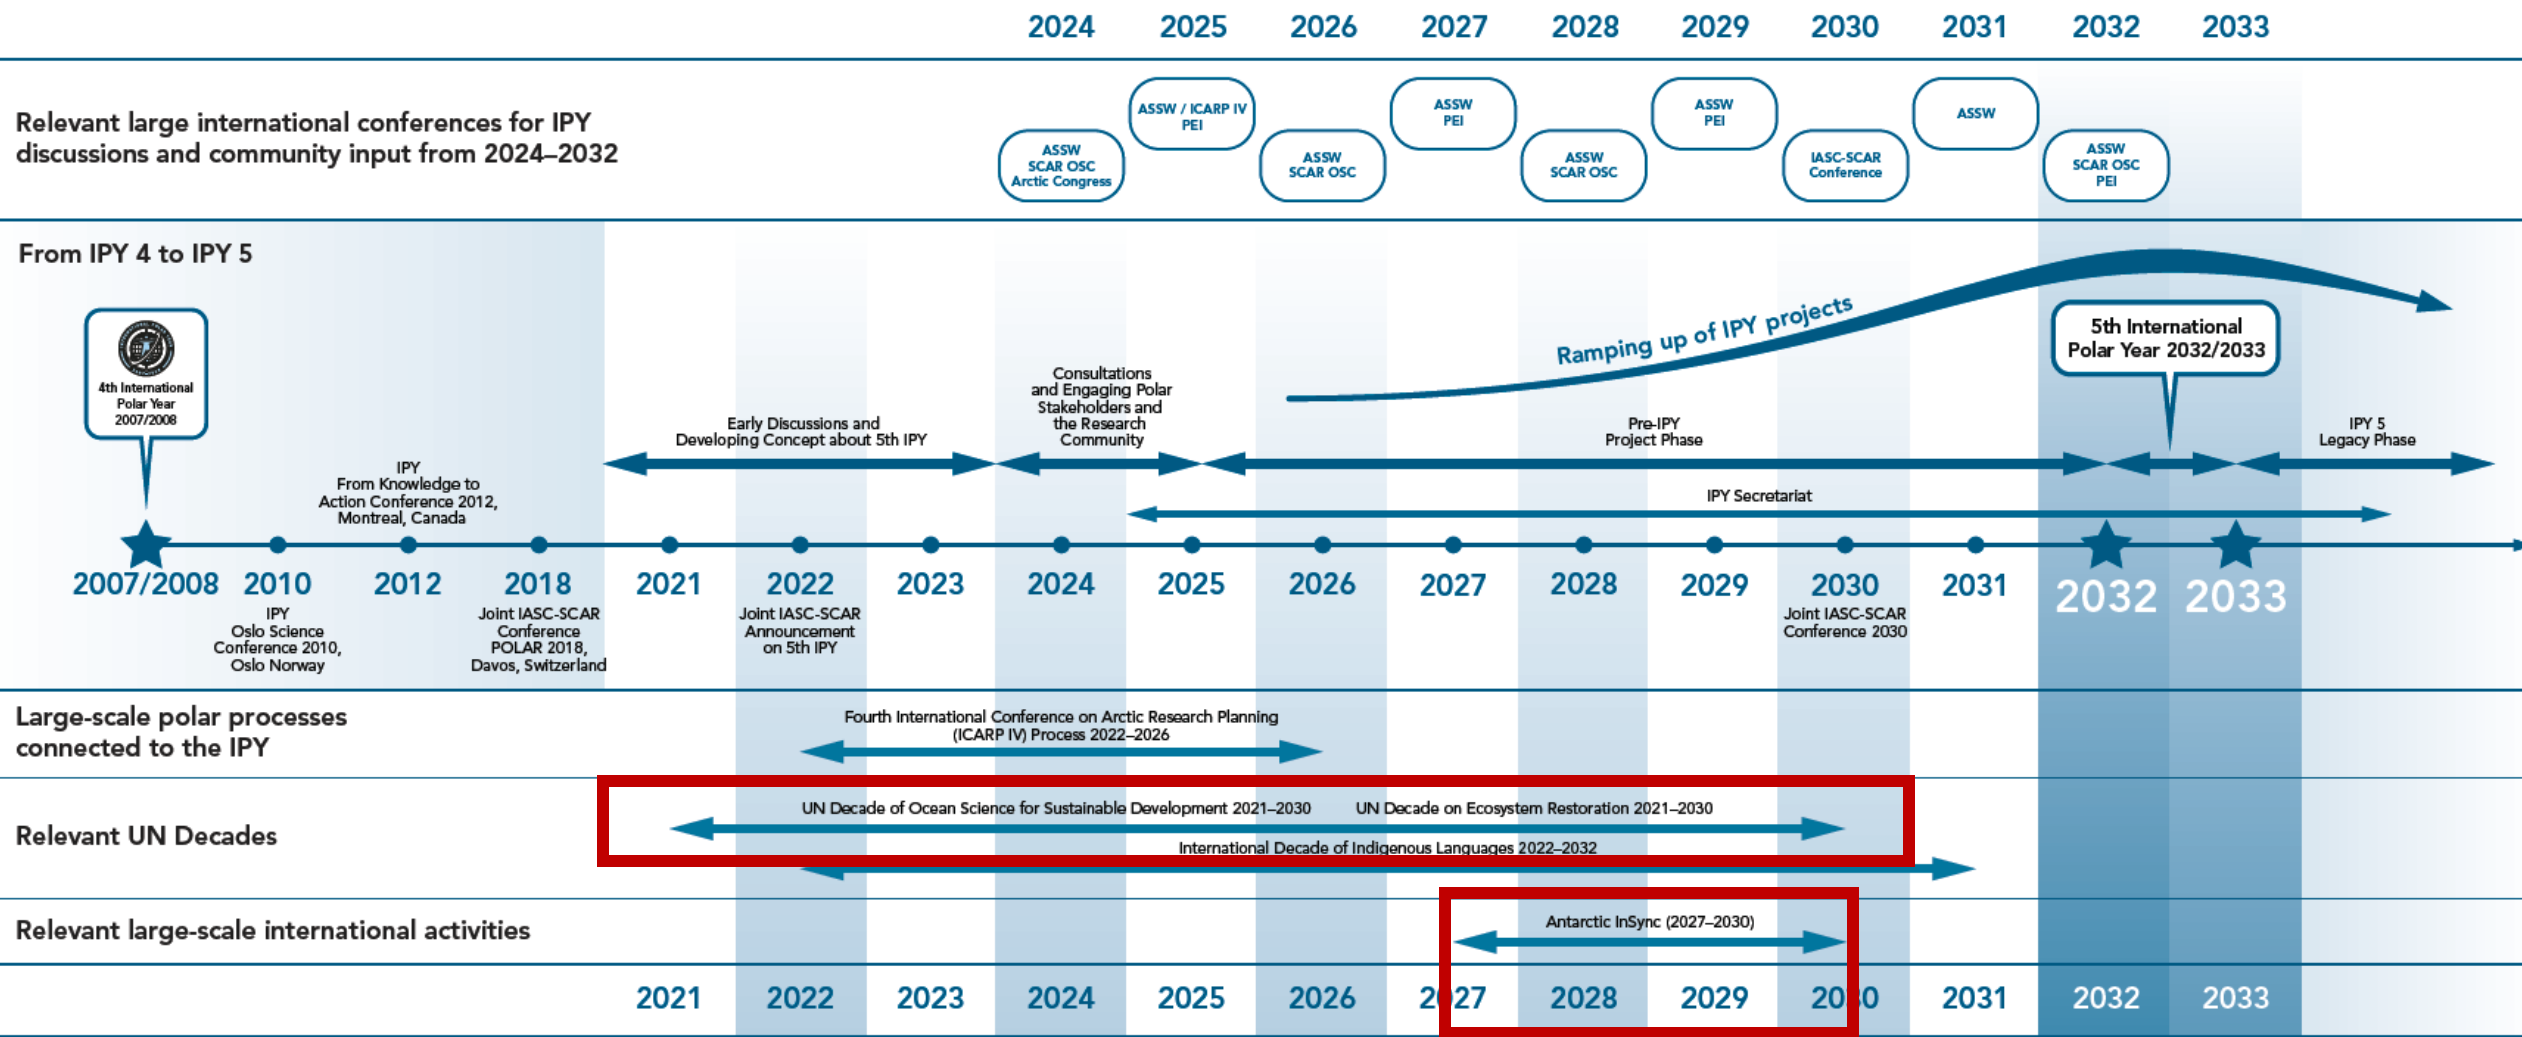 2024 2025 2026 2027 2028 2029 2030 2031 2032 2033
Relevant large international conferences for IPY
discussions and community input from 2024–2032
ASSW
SCAR OSC
Arctic Congress
ASSW / ICARP IV
PEI
ASSW
SCAR OSC
ASSW
PEI
ASSW
SCAR OSC
ASSW
PEI
IASC-SCAR
Conference
ASSW
ASSW
SCAR OSC
PEI
From IPY 4 to IPY 5
4th International
Polar Year
2007/2008
IPY
From Knowledge to
Action Conference 2012,
Montreal, Canada
Early Discussions and
Developing Concept about 5th IPY
Consultations
and Engaging Polar
Stakeholders and
the Research
Community
Ramping up of IPY projects
Pre-IPY
Project Phase
5th International
Polar Year 2032/2033
IPY 5
Legacy Phase
IPY Secretariat
2007/2008 2010 2012 2018 2021 2022 2023 2024 2025 2026 2027 2028 2029 2030 2031 2032 2033
IPY
Oslo Science
Conference 2010,
Oslo Norway
Joint IASC-SCAR
Conference
POLAR 2018,
Davos, Switzerland
Joint IASC-SCAR
Announcement
on 5th IPY
Joint IASC-SCAR
Conference 2030
Large-scale polar processes
connected to the IPY
Fourth International Conference on Arctic Research Planning
(ICARP IV) Process 2022–2026
Relevant UN Decades
UN Decade of Ocean Science for Sustainable Development 2021–2030 UN Decade on Ecosystem Restoration 2021–2030
International Decade of Indigenous Languages 2022–2032
Relevant large-scale international activities
Antarctic InSync (2027–2030)
2021 2022 2023 2024 2025 2026 2027 2028 2029 2030 2031 2032 2033